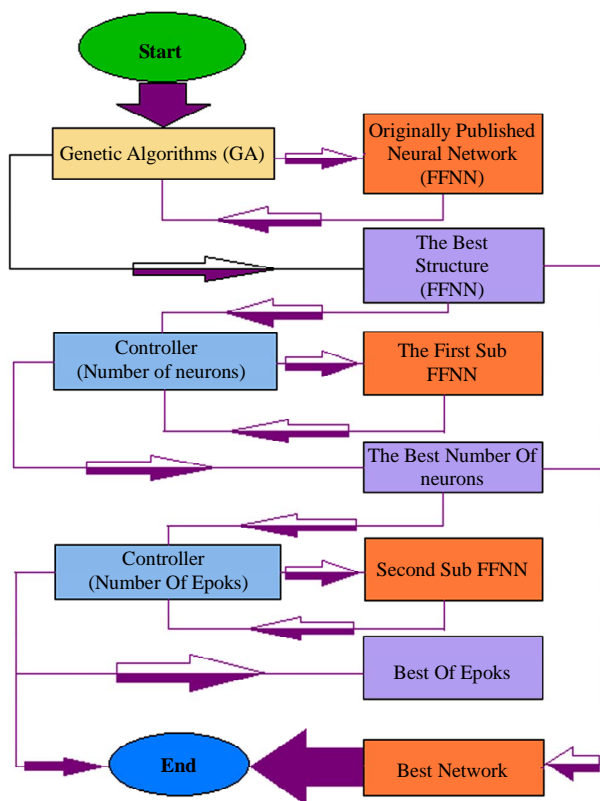 Start
Genetic Algorithms (GA)
Originally Published
Neural Network
(FFNN)
The Best
Structure
(FFNN)
Controller
(Number of neurons)
The First Sub
FFNN
The Best Number Of
neurons
Controller
(Number Of Epoks)
Second Sub FFNN
Best Of Epoks
End
Best Network